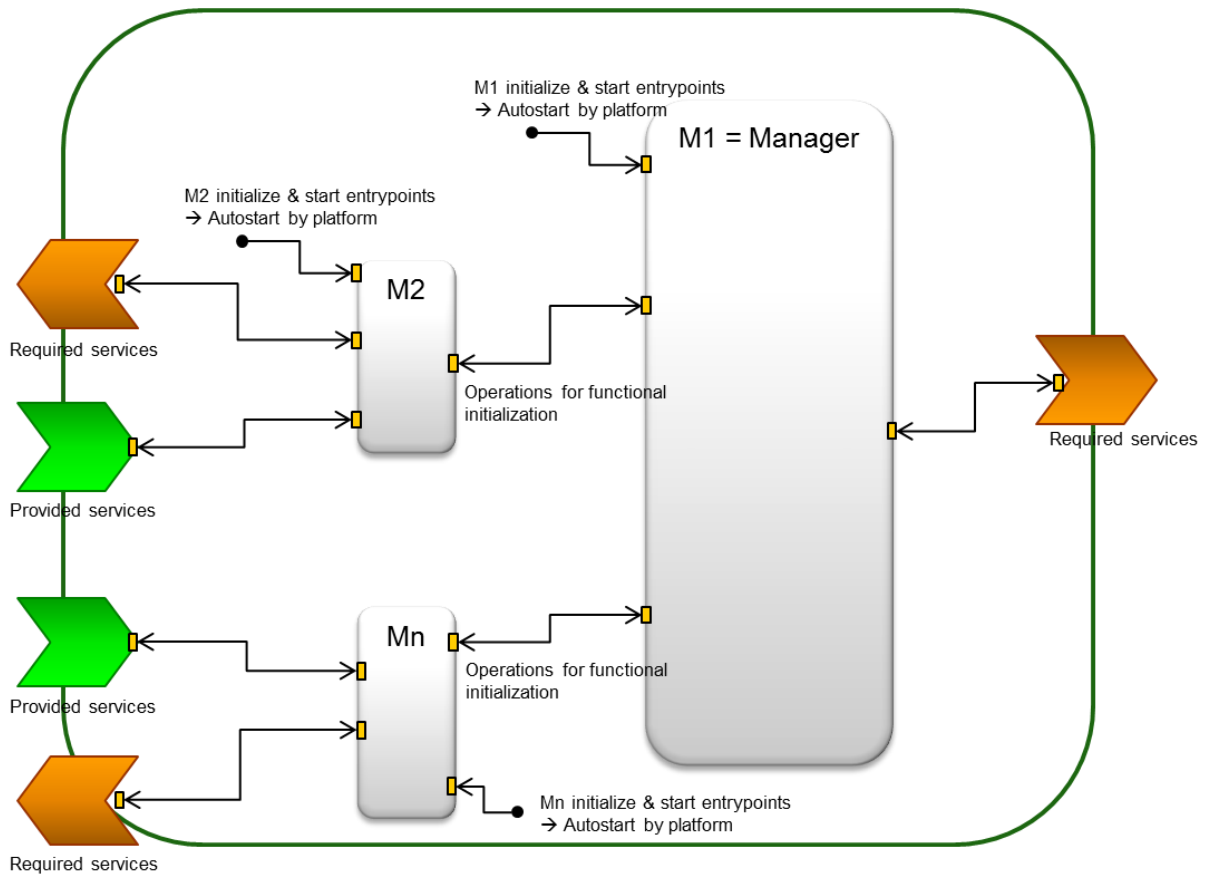 M1 initialize & start entrypoints
→ Autostart by platform
M1 = Manager
M2 initialize & start entrypoints
→ Autostart by platform
M2
Required services
Operations for functional
initialization
Required services
Provided services
Mn
Operations for functional
initialization
Provided services
Mn initialize & start entrypoints
→ Autostart by platform
Required services